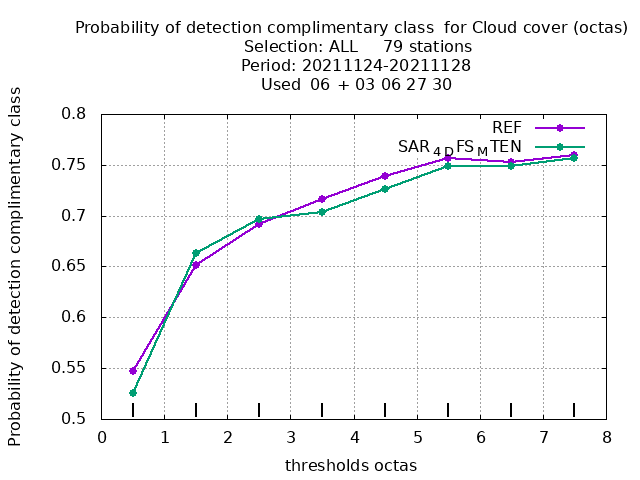 Probability of detection complimentary class  for Cloud cover (octas)
Selection: ALL     79 stations
Period: 20211124-20211128
Used  06  + 03 06 27 30
Probability of detection complimentary class
0.8
0.75
0.7
0.65
0.6
0.55
0.5
REF
SAR4DFSMTEN
0 1 2 3 4 5 6 7 8
thresholds octas